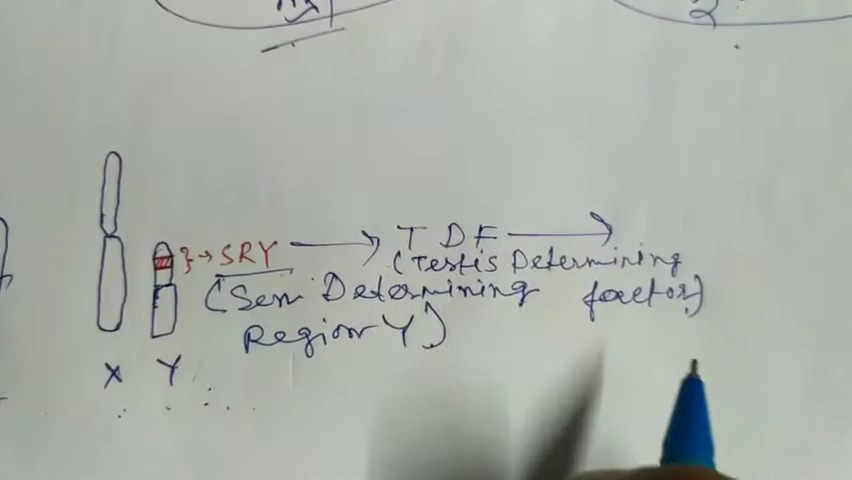 SRY → TDF →
(Sex Determining Region Y)
(Testis Determining factor)
X Y